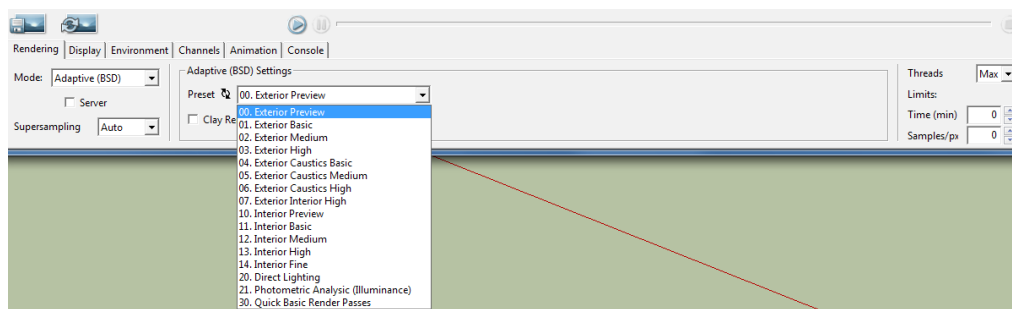 Rendering Display Environment Channels Animation Console
Mode: Adaptive (BSD)
Server
Supersampling Auto
Adaptive (BSD) Settings
Preset 00. Exterior Preview
Clay Re
00. Exterior Preview
01. Exterior Basic
02. Exterior Medium
03. Exterior High
04. Exterior Caustics Basic
05. Exterior Caustics Medium
06. Exterior Caustics High
07. Exterior Interior High
10. Interior Preview
11. Interior Basic
12. Interior Medium
13. Interior High
14. Interior Fine
20. Direct Lighting
21. Photometric Analysic (Illuminance)
30. Quick Basic Render Passes
Threads Max
Limits:
Time (min) 0
Samples/px 0